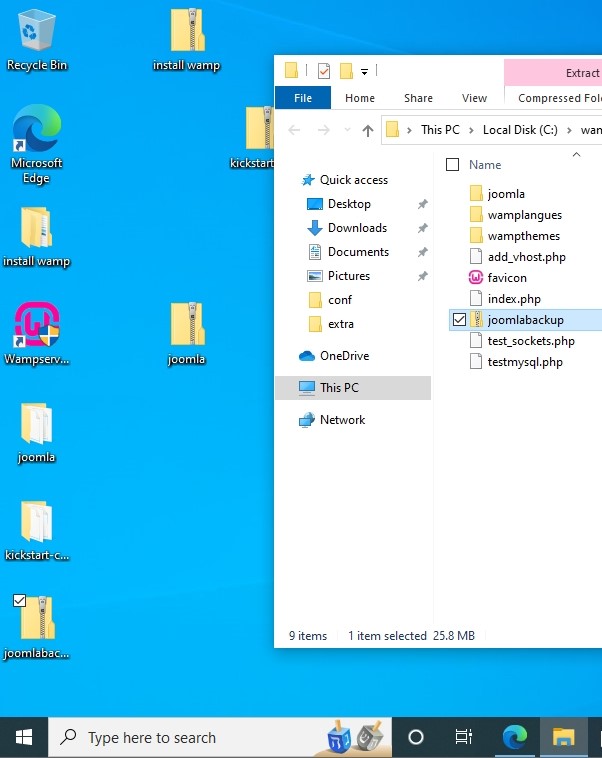 Recycle Bin
install wamp
Microsoft
Edge
kickstart
install wamp
Wampserv...
joomla
joomla
kickstart-c...
joomlabac...
Extract
File
Home
Share
View
Compressed Fol
This PC
Local Disk (C:)
wam
Name
Quick access
Desktop
Downloads
Documents
Pictures
conf
extra
OneDrive
This PC
Network
joomla
wamplangues
wampthemes
add_vhost.php
favicon
index.php
joomlabackup
test_sockets.php
testmysql.php
9 items
1 item selected 25.8 MB
Type here to search